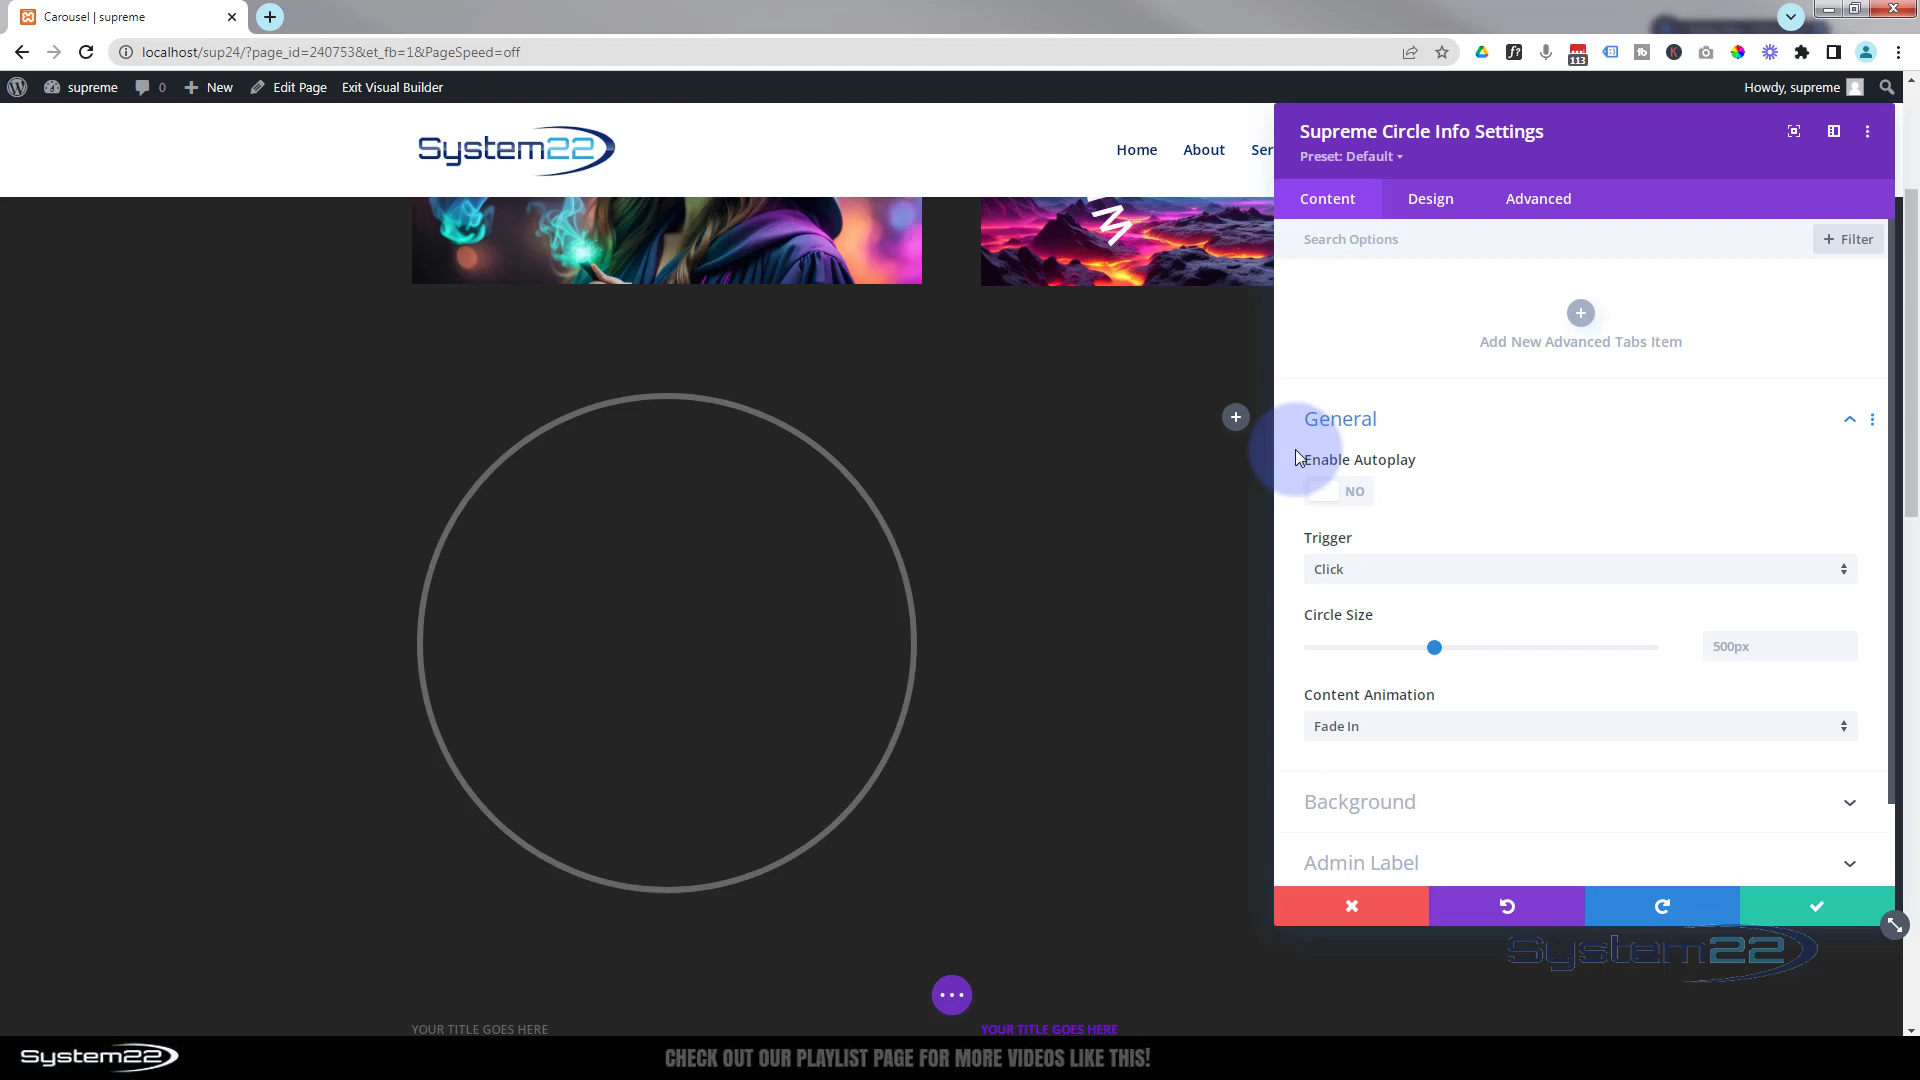 Carousel | supreme
localhost/sup24/?page_id=240753&et_fb=1&PageSpeed=off
113
supreme
0
New
Edit Page
Exit Visual Builder
Howdy, supreme
System22
Home
About
Ser
Supreme Circle Info Settings
Preset: Default
Content
Design
Advanced
Search Options
+ Filter
Add New Advanced Tabs Item
General
Enable Autoplay
NO
Trigger
Click
Circle Size
500px
Content Animation
Fade In
Background
Admin Label
System22
YOUR TITLE GOES HERE
YOUR TITLE GOES HERE
System22
CHECK OUT OUR PLAYLIST PAGE FOR MORE VIDEOS LIKE THIS!